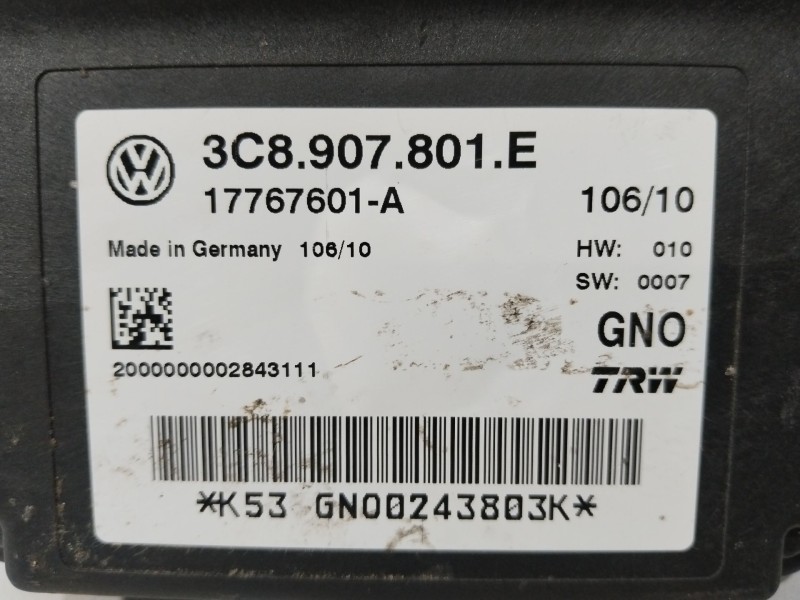 3C8.907.801.E
17767601-A 106/10
Made in Germany 106/10 HW: 010
SW: 0007
GNO
2000000002843111
TRW
*K53 GNO0243803K*